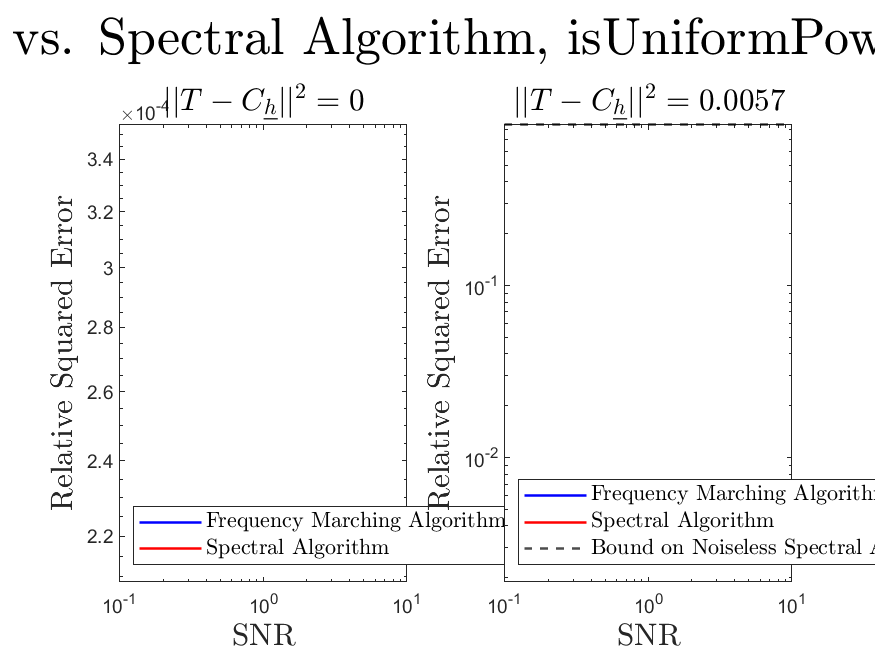 vs. Spectral Algorithm, isUniformPow
×10-4
||T − C_h||² = 0
||T − C_h||² = 0.0057
Relative Squared Error
3.4
3.2
3
2.8
2.6
2.4
2.2
Frequency Marching Algorithm
Spectral Algorithm
10-1
100
101
SNR
Relative Squared Error
10-1
10-2
Frequency Marching Algorith
Spectral Algorithm
Bound on Noiseless Spectral A
10-1
100
101
SNR